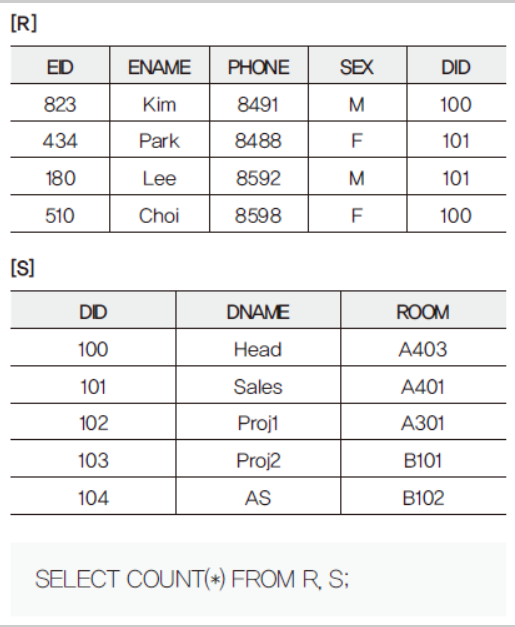 [R]
EID ENAME PHONE SEX DID
823 Kim 8491 M 100
434 Park 8488 F 101
180 Lee 8592 M 101
510 Choi 8598 F 100
[S]
DID DNAME ROOM
100 Head A403
101 Sales A401
102 Proj1 A301
103 Proj2 B101
104 AS B102
SELECT COUNT(*) FROM R, S;